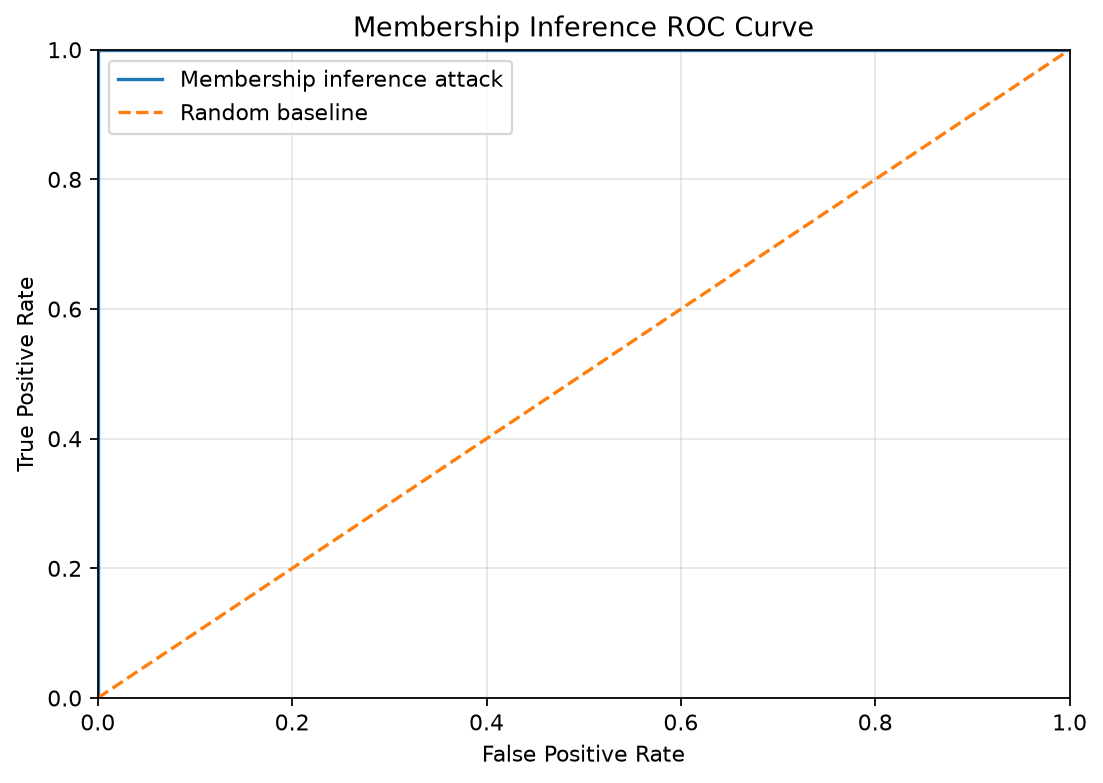 Membership Inference ROC Curve
1.0
Membership inference attack
Random baseline
0.8
0.6
0.4
0.2
0.0
True Positive Rate
0.0 0.2 0.4 0.6 0.8 1.0
False Positive Rate